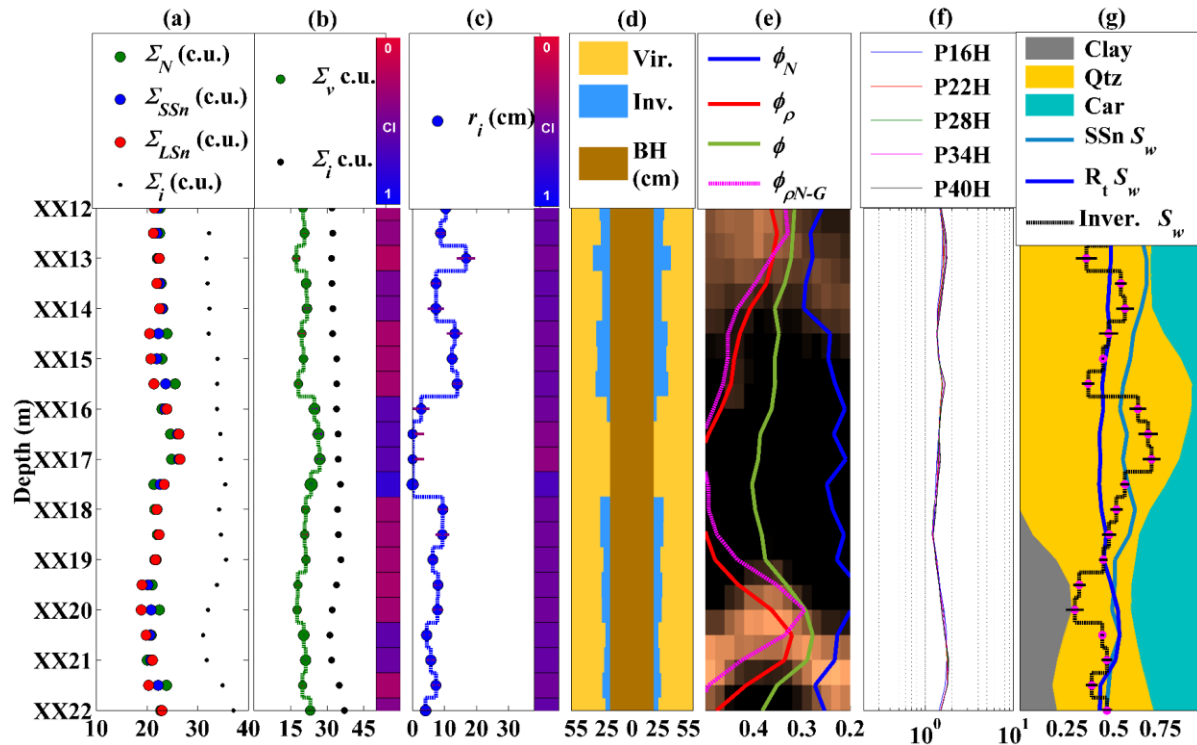 (a) (b) (c) (d) (e) (f) (g)
Σ_N (c.u.)
Σ_SSn (c.u.)
Σ_LSn (c.u.)
Σ_i (c.u.)
Σ_v c.u.
Σ_i c.u.
0
CI
1
r_i (cm)
0
CI
1
Vir.
Inv.
BH
(cm)
ϕ_N
ϕ_ρ
ϕ
ϕ_ρN-G
P16H
P22H
P28H
P34H
P40H
Clay
Qtz
Car
SSn S_w
R_t S_w
Inver. S_w
Depth (m)
XX12
XX13
XX14
XX15
XX16
XX17
XX18
XX19
XX20
XX21
XX22
10 20 30 40
15 30 45
0 10 20 30
55 25 0 25 55
0.4 0.2
10^0 10^1
0 0.25 0.5 0.75